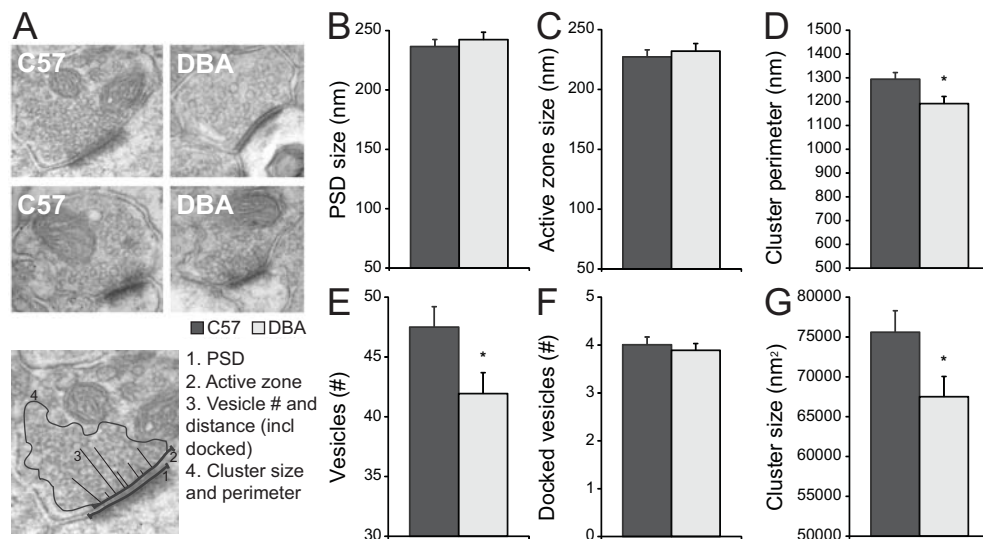 A
C57
DBA
C57
DBA
C57 DBA
4
3
2
1
1. PSD
2. Active zone
3. Vesicle # and
distance (incl
docked)
4. Cluster size
and perimeter
B
PSD size (nm)
250
200
150
100
50
C
Active zone size (nm)
250
200
150
100
50
D
Cluster perimeter (nm)
1500
1400
1300
1200
1100
1000
900
800
700
600
500
*
E
Vesicles (#)
50
45
40
35
30
*
F
Docked vesicles (#)
5
4
3
2
1
0
G
Cluster size (nm²)
80000
75000
70000
65000
60000
55000
50000
*